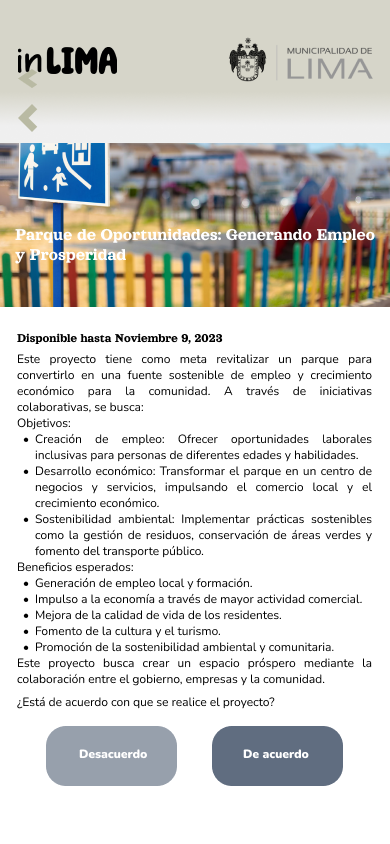 inLIMA
MUNICIPALIDAD DE
LIMA
Parque de Oportunidades: Generando Empleo
y Prosperidad
Disponible hasta Noviembre 9, 2023
Este proyecto tiene como meta revitalizar un parque para
convertirlo en una fuente sostenible de empleo y crecimiento
económico para la comunidad. A través de iniciativas
colaborativas, se busca:
Objetivos:
• Creación de empleo: Ofrecer oportunidades laborales
inclusivas para personas de diferentes edades y habilidades.
• Desarrollo económico: Transformar el parque en un centro de
negocios y servicios, impulsando el comercio local y el
crecimiento económico.
• Sostenibilidad ambiental: Implementar prácticas sostenibles
como la gestión de residuos, conservación de áreas verdes y
fomento del transporte público.
Beneficios esperados:
• Generación de empleo local y formación.
• Impulso a la economía a través de mayor actividad comercial.
• Mejora de la calidad de vida de los residentes.
• Fomento de la cultura y el turismo.
• Promoción de la sostenibilidad ambiental y comunitaria.
Este proyecto busca crear un espacio próspero mediante la
colaboración entre el gobierno, empresas y la comunidad.
¿Está de acuerdo con que se realice el proyecto?
Desacuerdo
De acuerdo